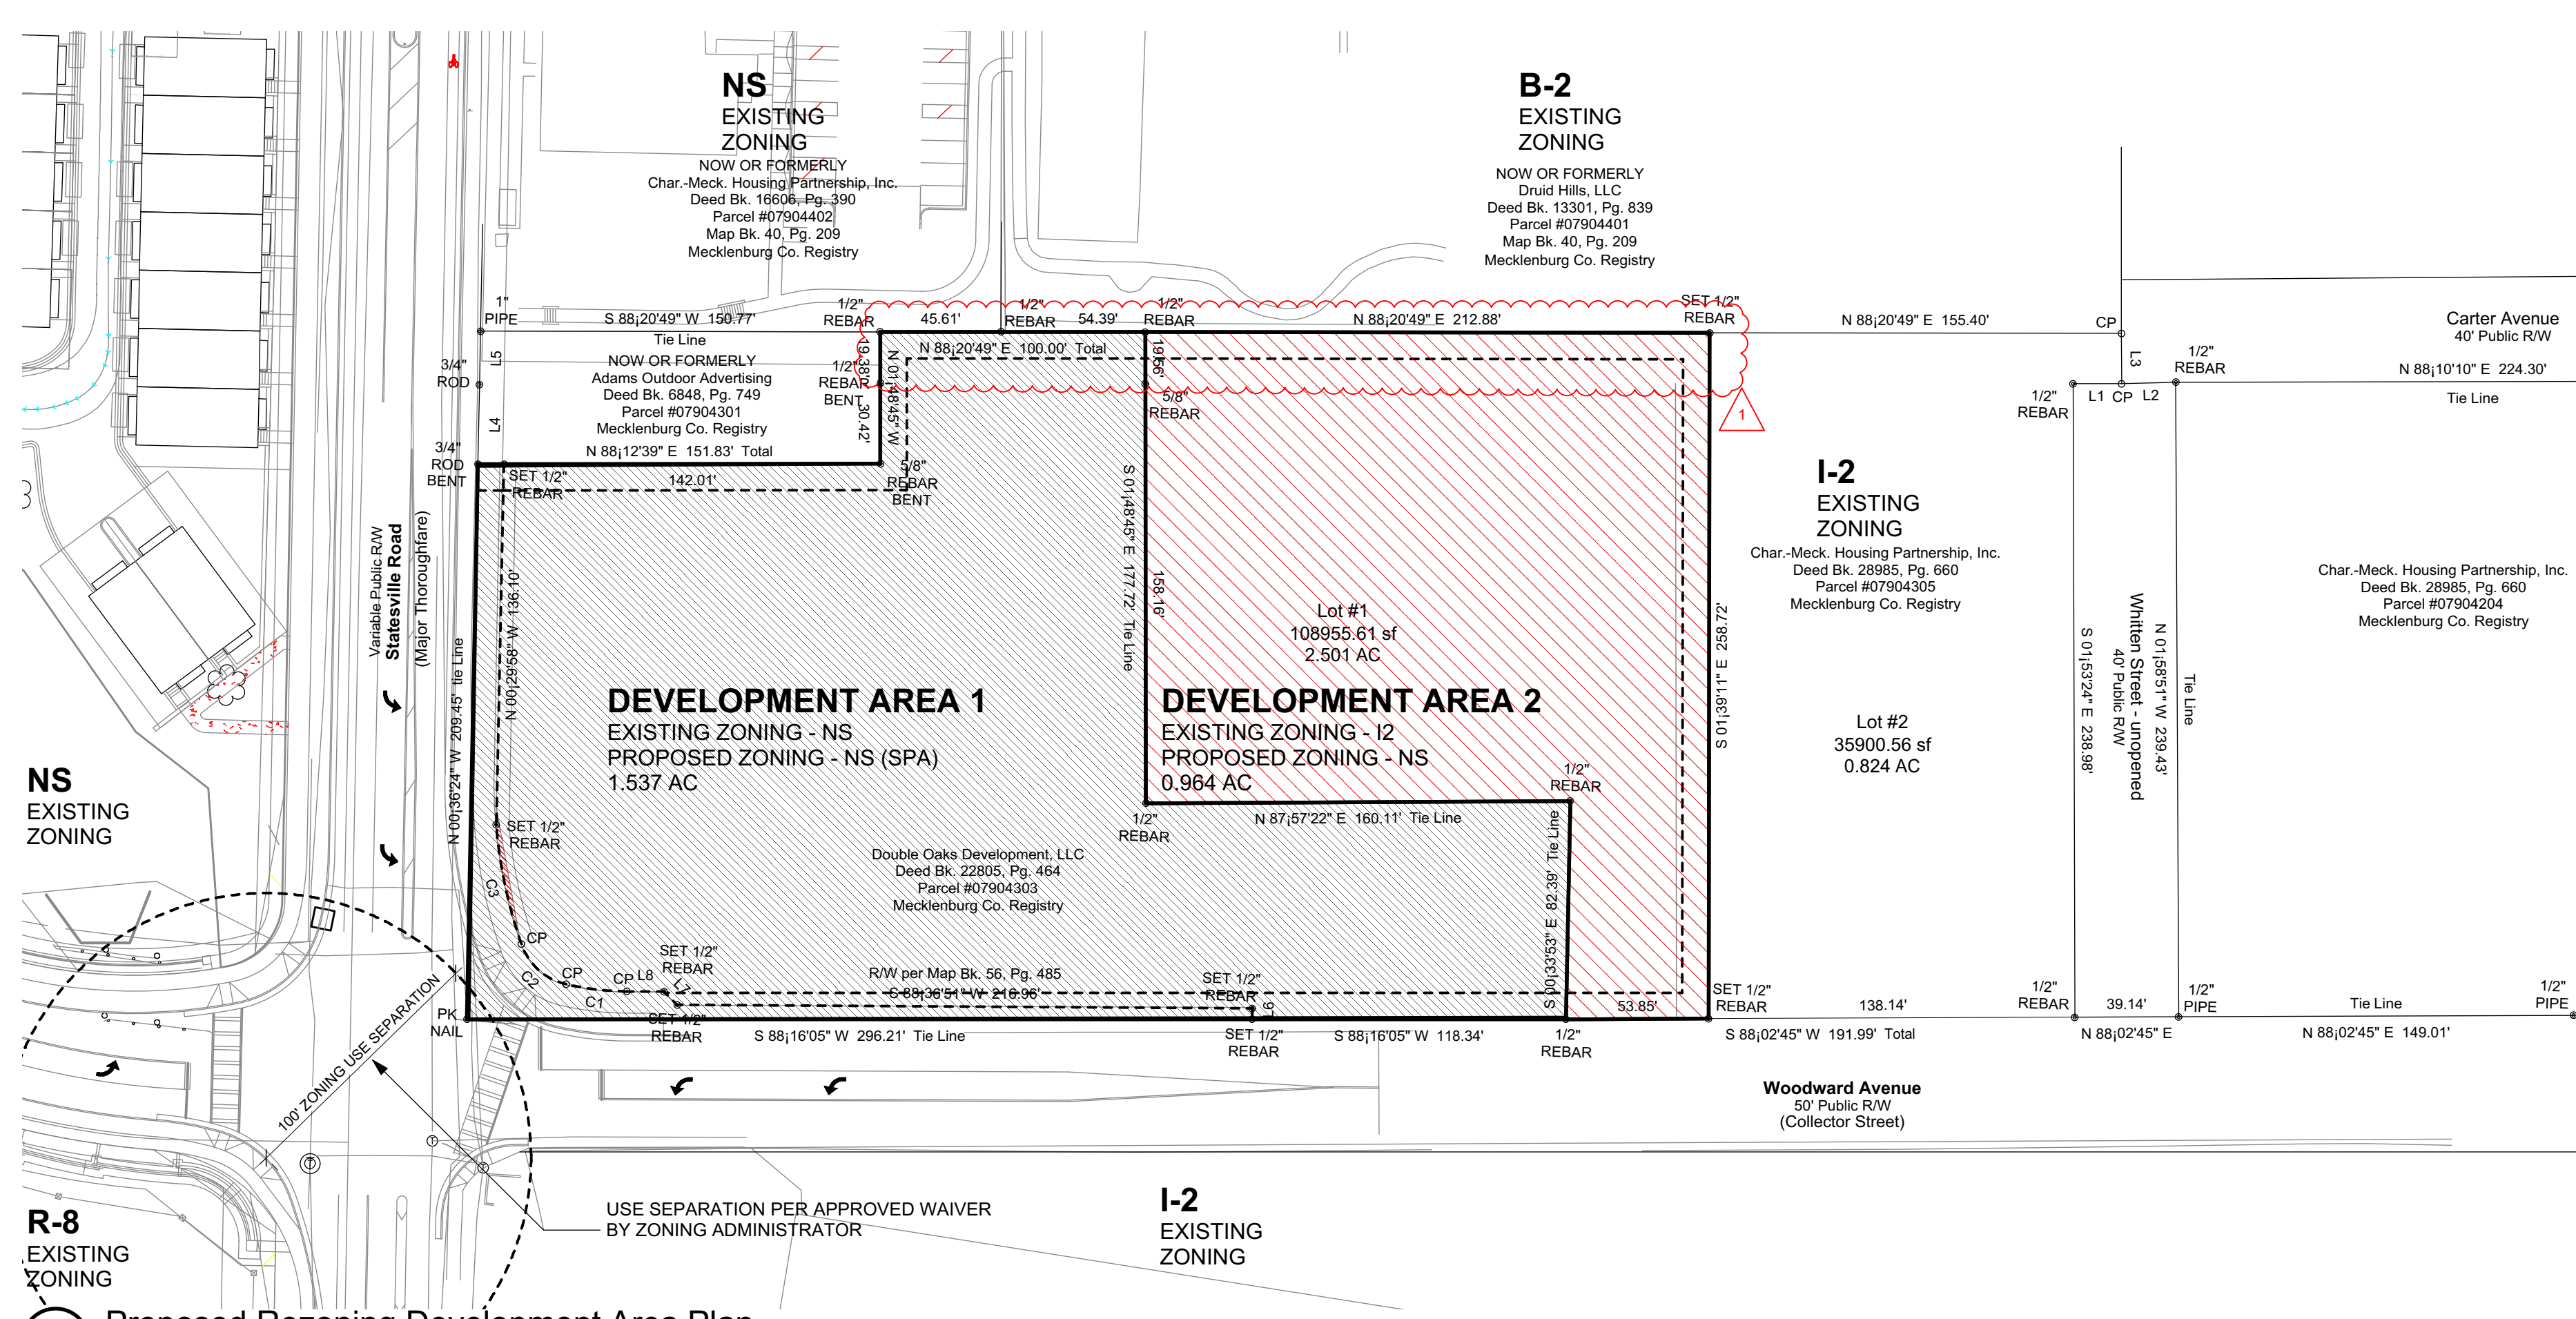 NS
EXISTING
ZONING
NOW OR FORMERLY
Char.-Meck. Housing Partnership, Inc.
Deed Bk. 16606, Pg. 390
Parcel #07904402
Map Bk. 40, Pg. 209
Mecklenburg Co. Registry
B-2
EXISTING
ZONING
NOW OR FORMERLY
Druid Hills, LLC
Deed Bk. 13301, Pg. 839
Parcel #07904401
Map Bk. 40, Pg. 209
Mecklenburg Co. Registry
1"
PIPE
S 88¡20'49" W 150.77'
Tie Line
1/2"
REBAR
45.61'
1/2"
REBAR
54.39'
1/2"
REBAR
N 88¡20'49" E 212.88'
SET 1/2"
REBAR
N 88¡20'49" E 155.40'
CP
Carter Avenue
40' Public R/W
N 88¡10'10" E 224.30'
Tie Line
L3
1/2"
REBAR
1/2"
REBAR
L1
CP
L2
L5
3/4"
ROD
L4
3/4"
ROD
BENT
NOW OR FORMERLY
Adams Outdoor Advertising
Deed Bk. 6848, Pg. 749
Parcel #07904301
Mecklenburg Co. Registry
N 88¡12'39" E 151.83' Total
1/2"
REBAR
BENT
19.38'
30.42'
N 01¡48'45" W
N 88¡20'49" E 100.00' Total
19.56'
5/8"
REBAR
1
SET 1/2"
REBAR
142.01'
5/8"
REBAR
BENT
S 01¡48'45" E 177.72' Tie Line
158.16'
Variable Public R/W
Statesville Road
(Major Thoroughfare)
N 00¡36'24" W 209.45' tie Line
N 00¡29'58" W 136.10'
I-2
EXISTING
ZONING
Char.-Meck. Housing Partnership, Inc.
Deed Bk. 28985, Pg. 660
Parcel #07904305
Mecklenburg Co. Registry
Char.-Meck. Housing Partnership, Inc.
Deed Bk. 28985, Pg. 660
Parcel #07904204
Mecklenburg Co. Registry
Lot #1
108955.61 sf
2.501 AC
S 01¡39'11" E 258.72'
Lot #2
35900.56 sf
0.824 AC
S 01¡53'24" E 238.98'
40' Public R/W
Whitten Street - unopened
N 01¡58'51" W 239.43'
Tie Line
DEVELOPMENT AREA 1
EXISTING ZONING - NS
PROPOSED ZONING - NS (SPA)
1.537 AC
DEVELOPMENT AREA 2
EXISTING ZONING - I2
PROPOSED ZONING - NS
0.964 AC
NS
EXISTING
ZONING
SET 1/2"
REBAR
1/2"
REBAR
N 87¡57'22" E 160.11' Tie Line
1/2"
REBAR
S 00¡33'53" E 82.39' Tie Line
Double Oaks Development, LLC
Deed Bk. 22805, Pg. 464
Parcel #07904303
Mecklenburg Co. Registry
C3
CP
C2
CP
C1
CP
L8
L7
SET 1/2"
REBAR
R/W per Map Bk. 56, Pg. 485
S 88¡36'51" W 216.96'
SET 1/2"
REBAR
L6
53.85'
SET 1/2"
REBAR
138.14'
1/2"
REBAR
39.14'
1/2"
PIPE
Tie Line
1/2"
PIPE
PK
NAIL
SET 1/2"
REBAR
S 88¡16'05" W 296.21' Tie Line
SET 1/2"
REBAR
S 88¡16'05" W 118.34'
1/2"
REBAR
S 88¡02'45" W 191.99' Total
N 88¡02'45" E
N 88¡02'45" E 149.01'
100' ZONING USE SEPARATION
Woodward Avenue
50' Public R/W
(Collector Street)
USE SEPARATION PER APPROVED WAIVER
BY ZONING ADMINISTRATOR
I-2
EXISTING
ZONING
R-8
EXISTING
ZONING
Proposed Rezoning Development Area Plan